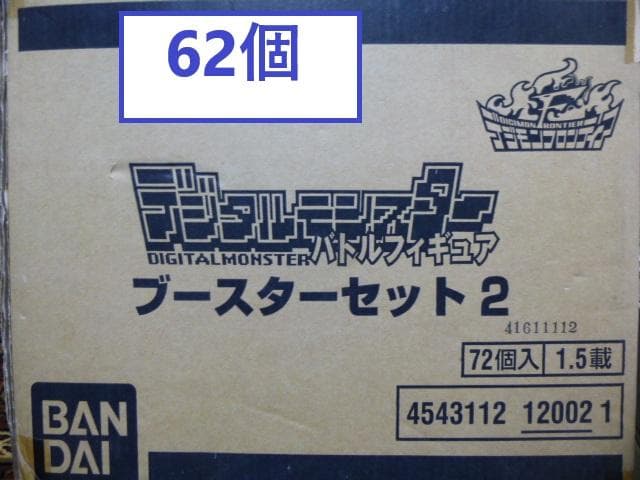 62個
DIGIMON FRONTIER
デジモンフロンティア
デジタルモンスター
DIGITAL MONSTER バトルフィギュア
ブースターセット2
41611112
72個入 1.5載
4543112 12002 1
BAN
DAI